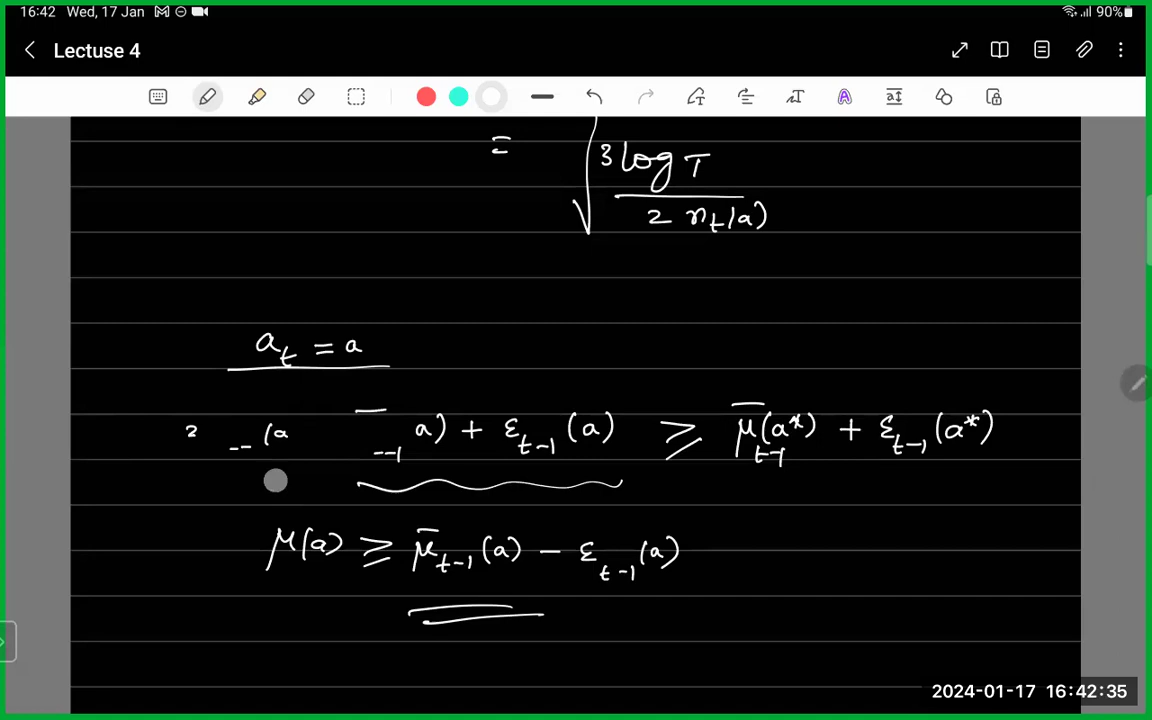 16:42 Wed, 17 Jan 90%
Lectuse 4
= √(3 log T / 2 n_t(a))
a_t = a
a) + ε_{t-1}(a) ≥ μ̄_{t-1}(a*) + ε_{t-1}(a*)
μ(a) ≥ μ̄_{t-1}(a) - ε_{t-1}(a)
2024-01-17 16:42:35